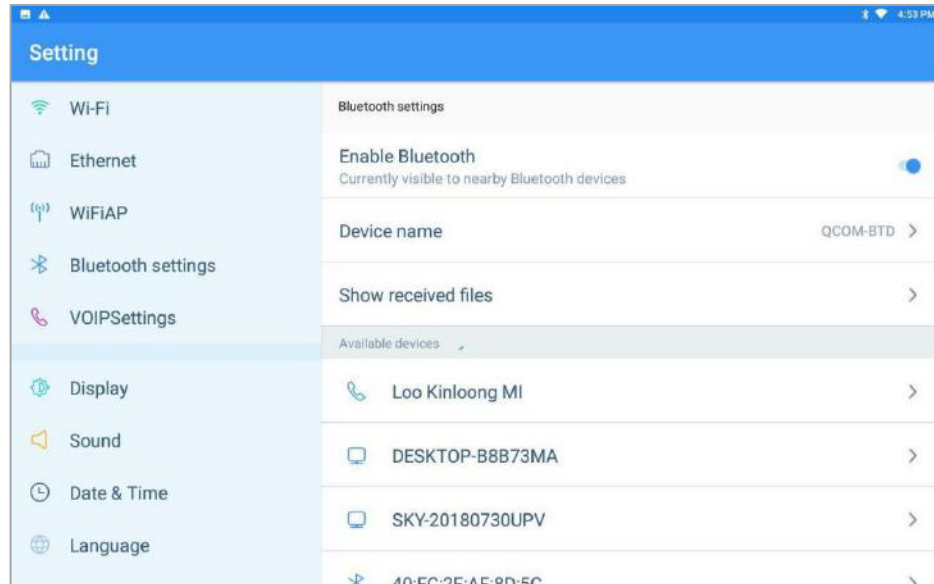 4:53 PM
Setting
Wi-Fi
Ethernet
WiFiAP
Bluetooth settings
VOIPSettings
Display
Sound
Date & Time
Language
Bluetooth settings
Enable Bluetooth
Currently visible to nearby Bluetooth devices
Device name
QCOM-BTD
Show received files
Available devices
Loo Kinloong MI
DESKTOP-B8B73MA
SKY-20180730UPV